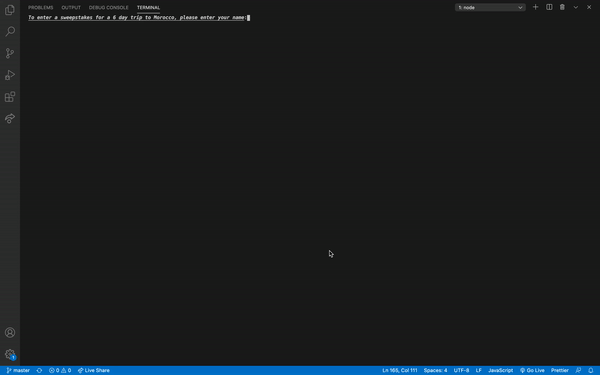 PROBLEMS OUTPUT DEBUG CONSOLE TERMINAL 1: node
To enter a sweepstakes for a 6 day trip to Morocco, please enter your name:
1
master 0 0 Live Share Ln 165, Col 111 Spaces: 4 UTF-8 LF JavaScript Go Live Prettier